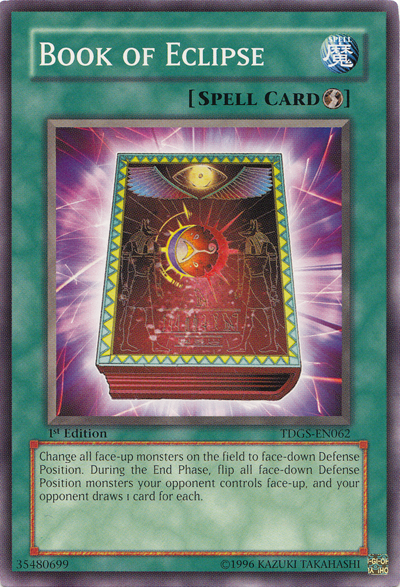 BOOK OF ECLIPSE
SPELL
魔
[SPELL CARD]
1st Edition
TDGS-EN062
Change all face-up monsters on the field to face-down Defense
Position. During the End Phase, flip all face-down Defense
Position monsters your opponent controls face-up, and your
opponent draws 1 card for each.
35480699
©1996 KAZUKI TAKAHASHI